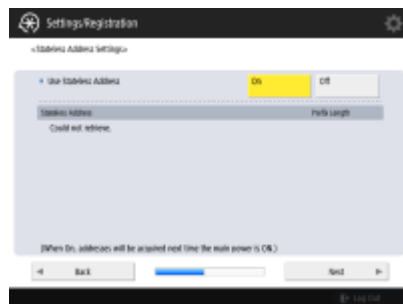 Settings/Registration
<Stateless Address Settings>
Use Stateless Address
On
Off
Stateless Address
Prefix Length
Could not retrieve.
(When On, addresses will be acquired next time the main power is ON.)
Back
Next
Log Out